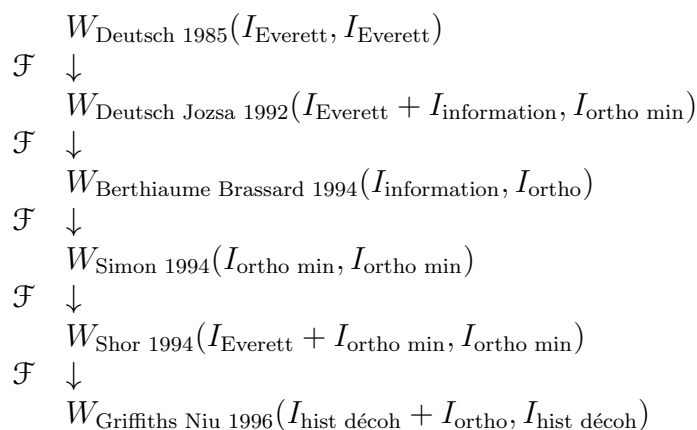 W_Deutsch 1985(I_Everett, I_Everett)
ℱ ↓
W_Deutsch Jozsa 1992(I_Everett + I_information, I_ortho min)
ℱ ↓
W_Berthiaume Brassard 1994(I_information, I_ortho)
ℱ ↓
W_Simon 1994(I_ortho min, I_ortho min)
ℱ ↓
W_Shor 1994(I_Everett + I_ortho min, I_ortho min)
ℱ ↓
W_Griffiths Niu 1996(I_hist décoh + I_ortho, I_hist décoh)